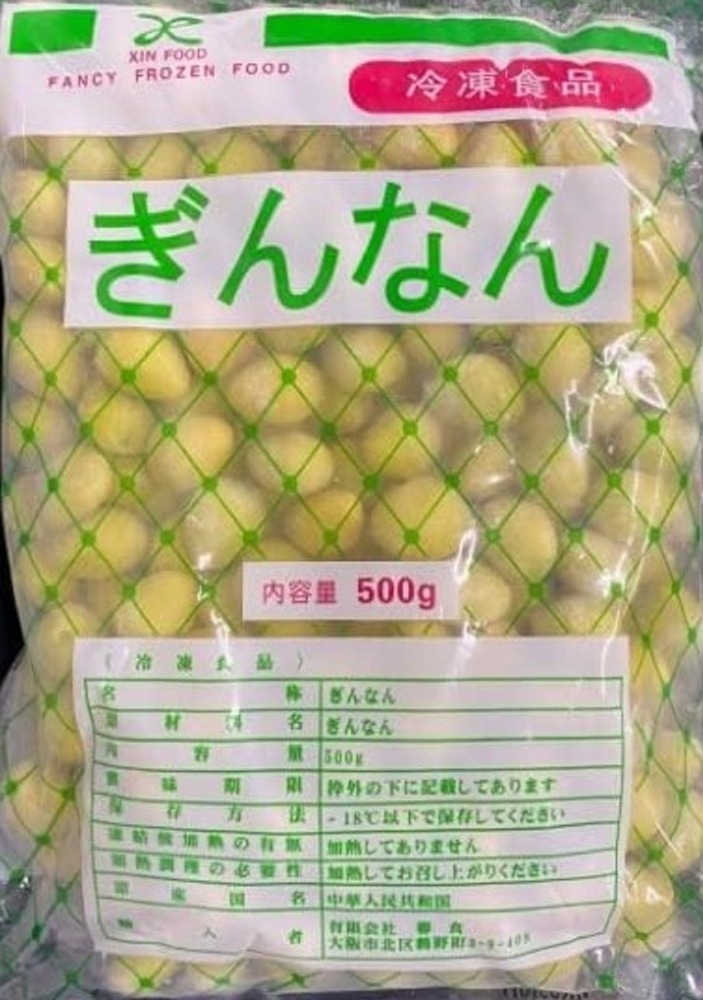 XIN FOOD
FANCY FROZEN FOOD
冷凍食品
ぎんなん
内容量 500g
〈冷凍食品〉
名称 ぎんなん
原材料名 ぎんなん
内容量 500g
賞味期限 枠外の下に記載してあります
保存方法 -18℃以下で保存してください
凍結前加熱の有無 加熱してありません
加熱調理の必要性 加熱してお召し上がりください
原産国名 中華人民共和国
輸入者 有限会社 食
大阪市北区鶴野町